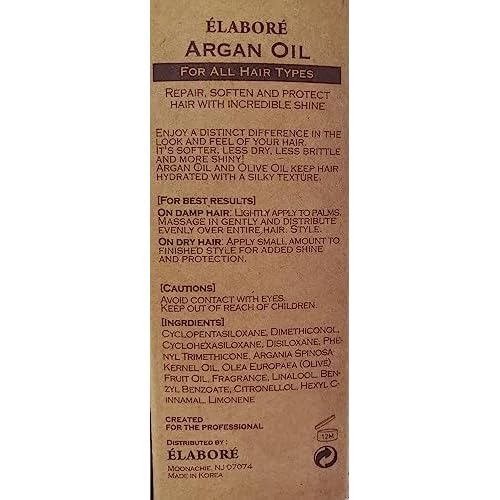 ÉLABORÉ
ARGAN OIL
FOR ALL HAIR TYPES
REPAIR, SOFTEN AND PROTECT
HAIR WITH INCREDIBLE SHINE
ENJOY A DISTINCT DIFFERENCE IN THE
LOOK AND FEEL OF YOUR HAIR.
IT'S SOFTER, LESS DRY, LESS BRITTLE
AND MORE SHINY!
ARGAN OIL AND OLIVE OIL KEEP HAIR
HYDRATED WITH A SILKY TEXTURE.
[FOR BEST RESULTS]
ON DAMP HAIR: LIGHTLY APPLY TO PALMS.
MASSAGE IN GENTLY AND DISTRIBUTE
EVENLY OVER ENTIRE HAIR. STYLE.
ON DRY HAIR: APPLY SMALL AMOUNT TO
FINISHED STYLE FOR ADDED SHINE
AND PROTECTION.
[CAUTIONS]
AVOID CONTACT WITH EYES.
KEEP OUT OF REACH OF CHILDREN.
[INGRDIENTS]
CYCLOPENTASILOXANE, DIMETHICONOL,
CYCLOHEXASILOXANE, DISILOXANE, PHE-
NYL TRIMETHICONE, ARGANIA SPINOSA
KERNEL OIL, OLEA EUROPAEA (OLIVE)
FRUIT OIL, FRAGRANCE, LINALOOL, BEN-
ZYL BENZOATE, CITRONELLOL, HEXYL CI-
NNAMAL, LIMONENE
CREATED
FOR THE PROFESSIONAL
12M
DISTRIBUTED BY :
ÉLABORÉ
MOONACHIE, NJ 07074
MADE IN KOREA